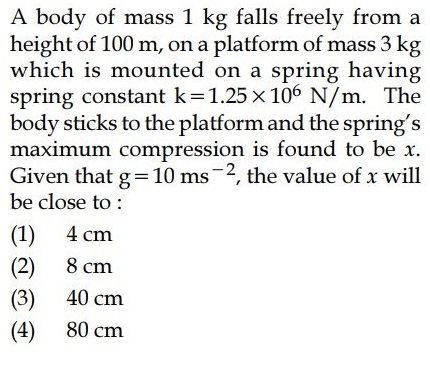 A body of mass 1 kg falls freely from a
height of 100 m, on a platform of mass 3 kg
which is mounted on a spring having
spring constant k=1.25×10⁶ N/m. The
body sticks to the platform and the spring's
maximum compression is found to be x.
Given that g=10 ms⁻², the value of x will
be close to :
(1) 4 cm
(2) 8 cm
(3) 40 cm
(4) 80 cm